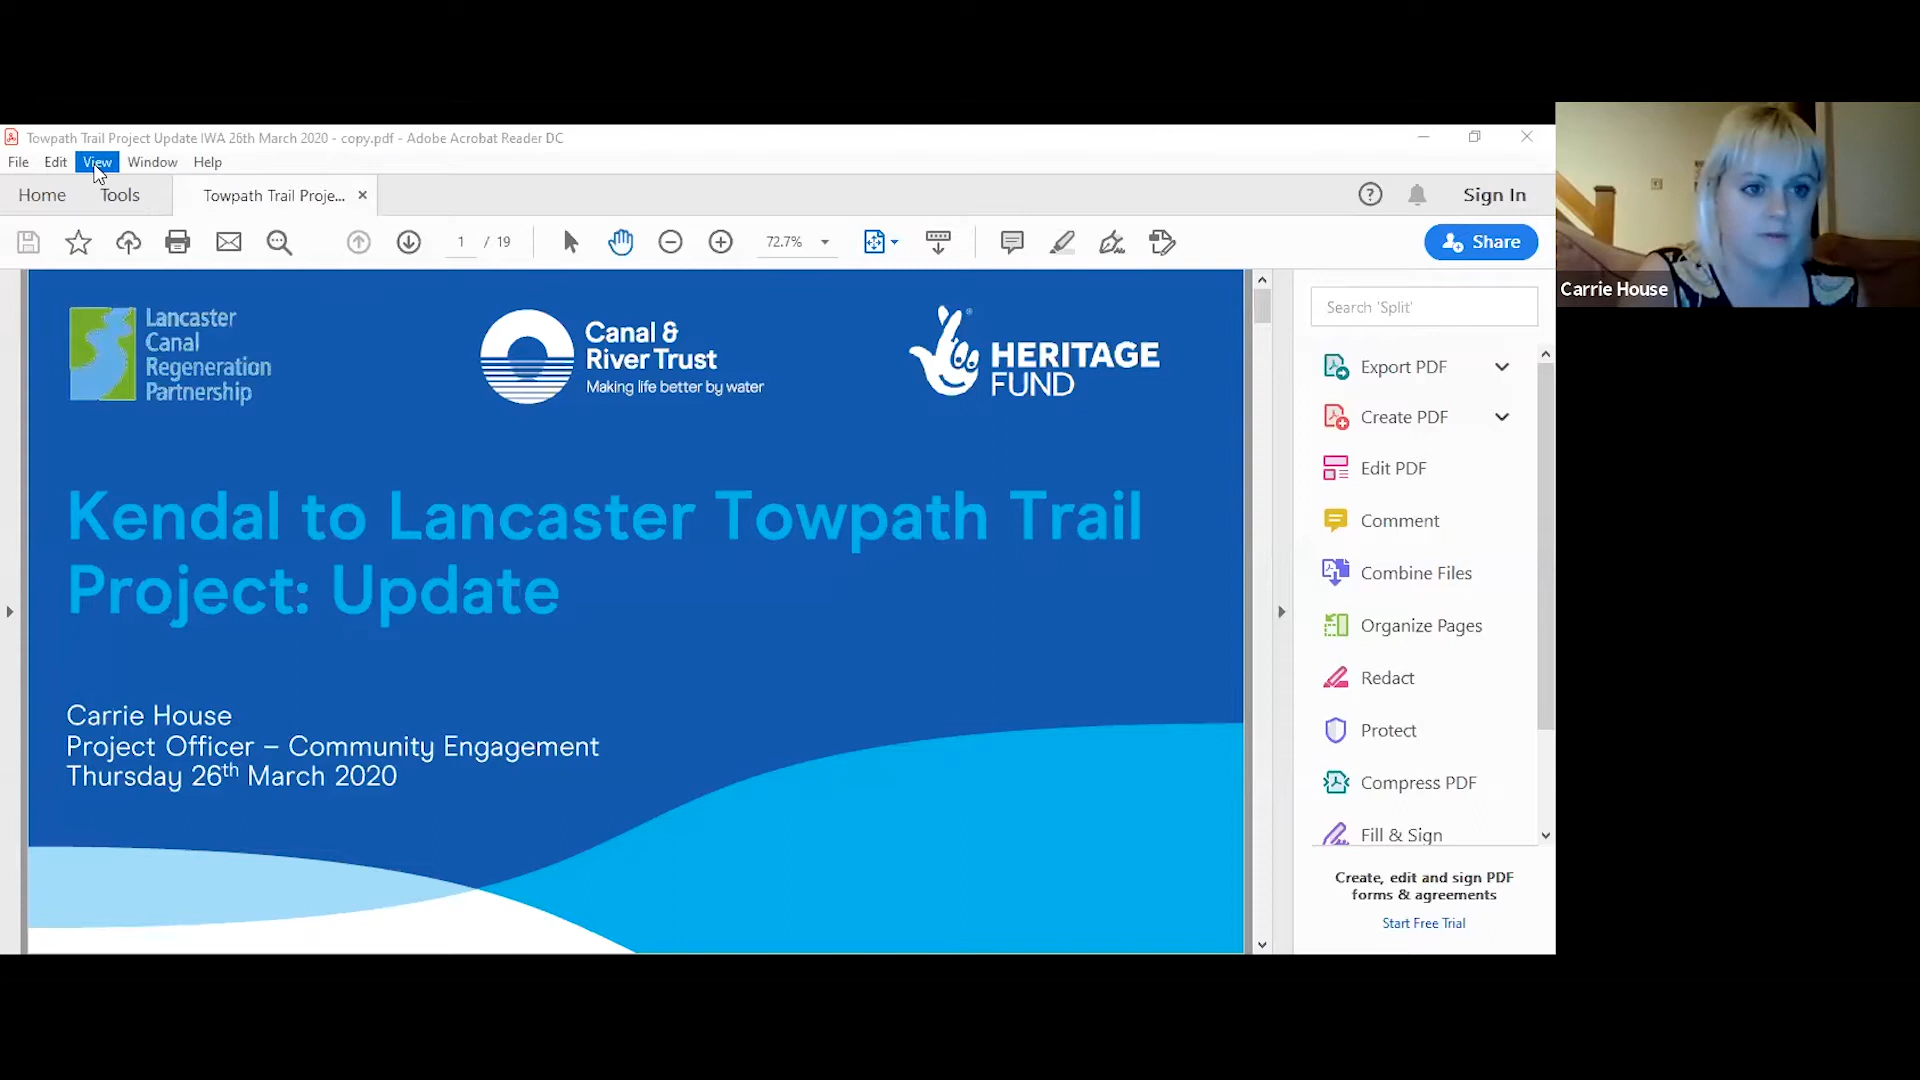 Towpath Trail Project Update IWA 26th March 2020 - copy.pdf - Adobe Acrobat Reader DC
File Edit View Window Help
Home Tools Towpath Trail Proje... × Sign In
1 / 19 72.7% Share
Lancaster
Canal
Regeneration
Partnership
Canal &
River Trust
Making life better by water
HERITAGE
FUND
Kendal to Lancaster Towpath Trail
Project: Update
Carrie House
Project Officer – Community Engagement
Thursday 26th March 2020
Search 'Split'
Export PDF
Create PDF
Edit PDF
Comment
Combine Files
Organize Pages
Redact
Protect
Compress PDF
Fill & Sign
Create, edit and sign PDF
forms & agreements
Start Free Trial
Carrie House